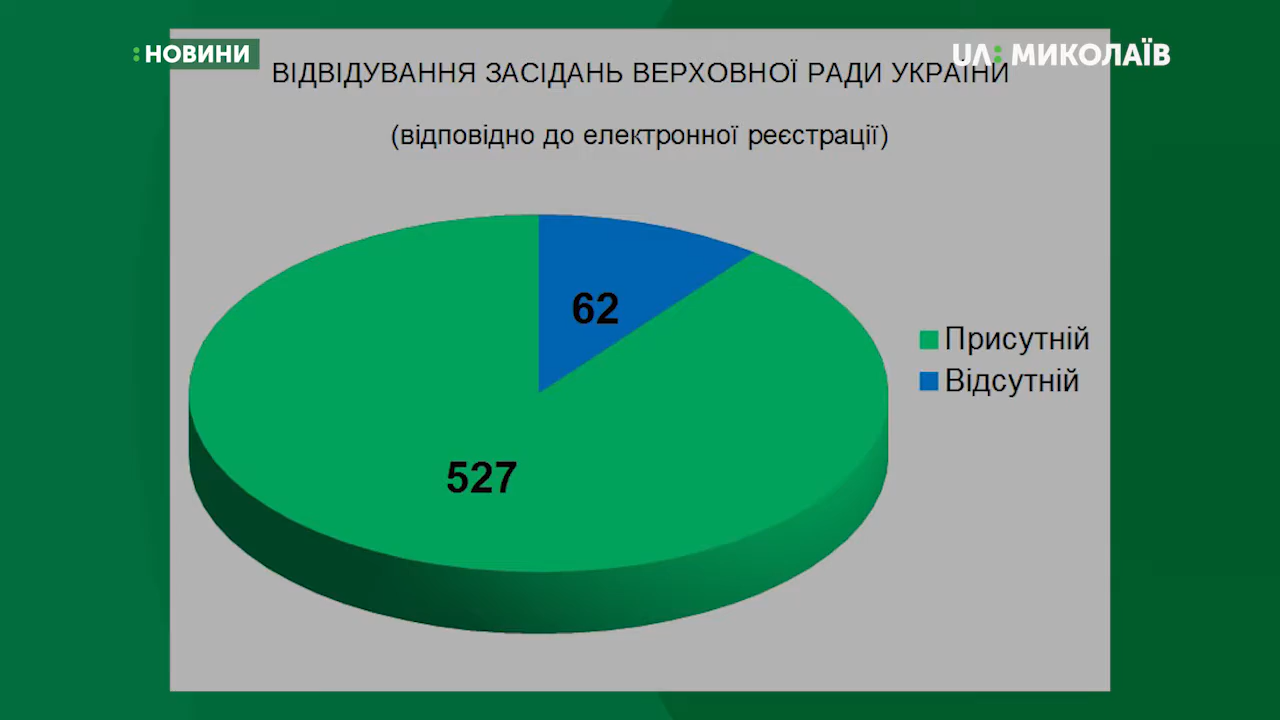 :НОВИНИ
UA: МИКОЛАЇВ
ВІДВІДУВАННЯ ЗАСІДАНЬ ВЕРХОВНОЇ РАДИ УКРАЇНИ
(відповідно до електронної реєстрації)
62
527
Присутній
Відсутній